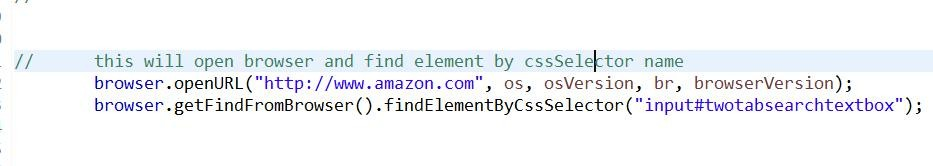 // this will open browser and find element by cssSelector name
browser.openURL("http://www.amazon.com", os, osVersion, br, browserVersion);
browser.getFindFromBrowser().findElementByCssSelector("input#twotabsearchtextbox");